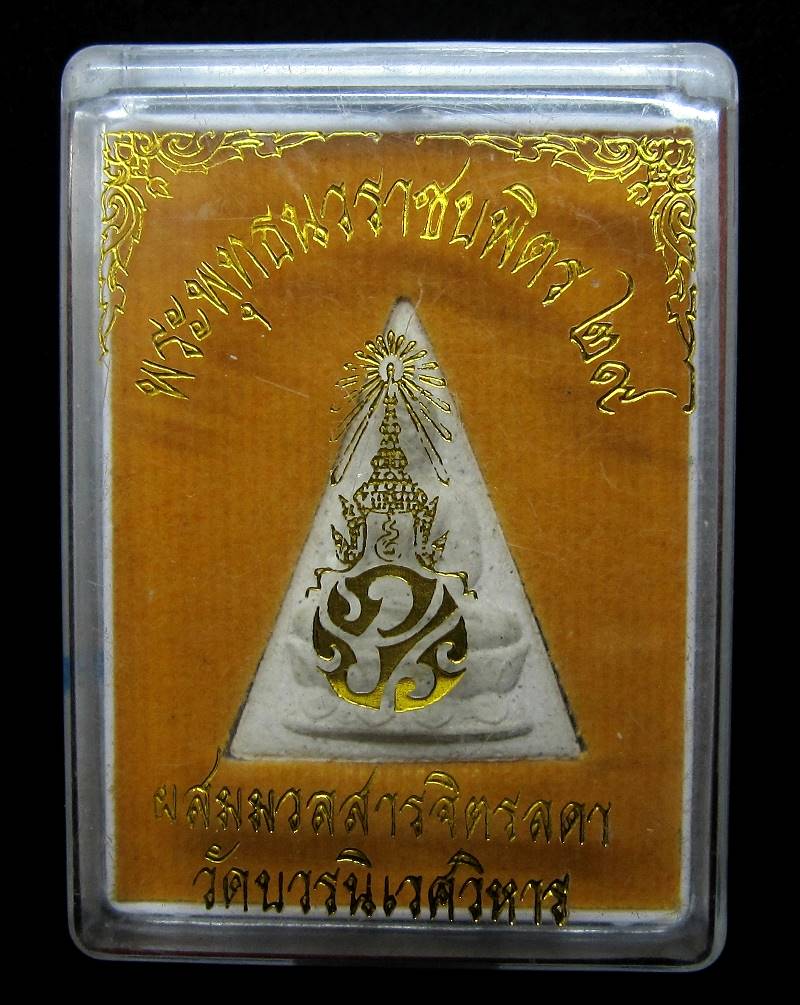 พระพุทธนวราชบพิตร ๒๙
ผสมมวลสารจิตรลดา
วัดบวรนิเวศวิหาร